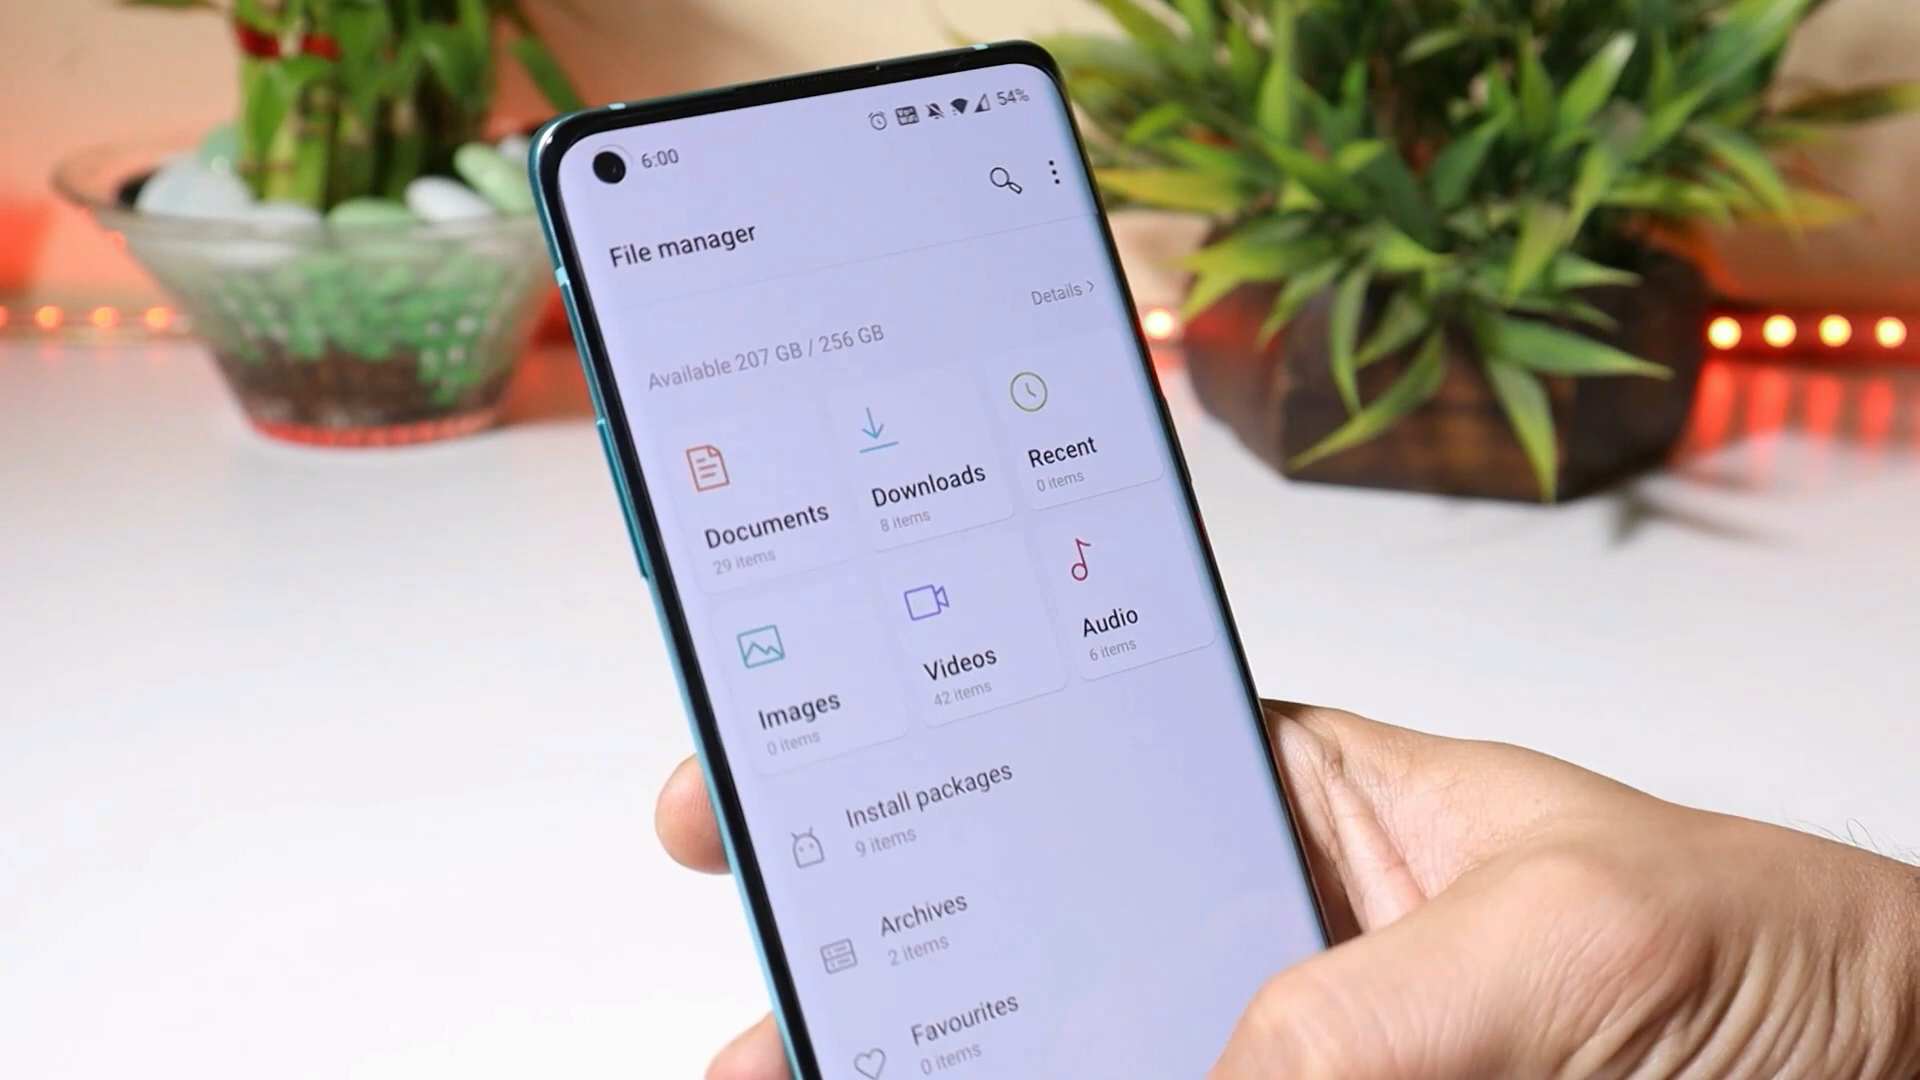 6:00
54%
File manager
Details >
Available 207 GB / 256 GB
Documents
29 items
Downloads
8 items
Recent
0 items
Images
0 items
Videos
42 items
Audio
6 items
Install packages
9 items
Archives
2 items
Favourites
0 items